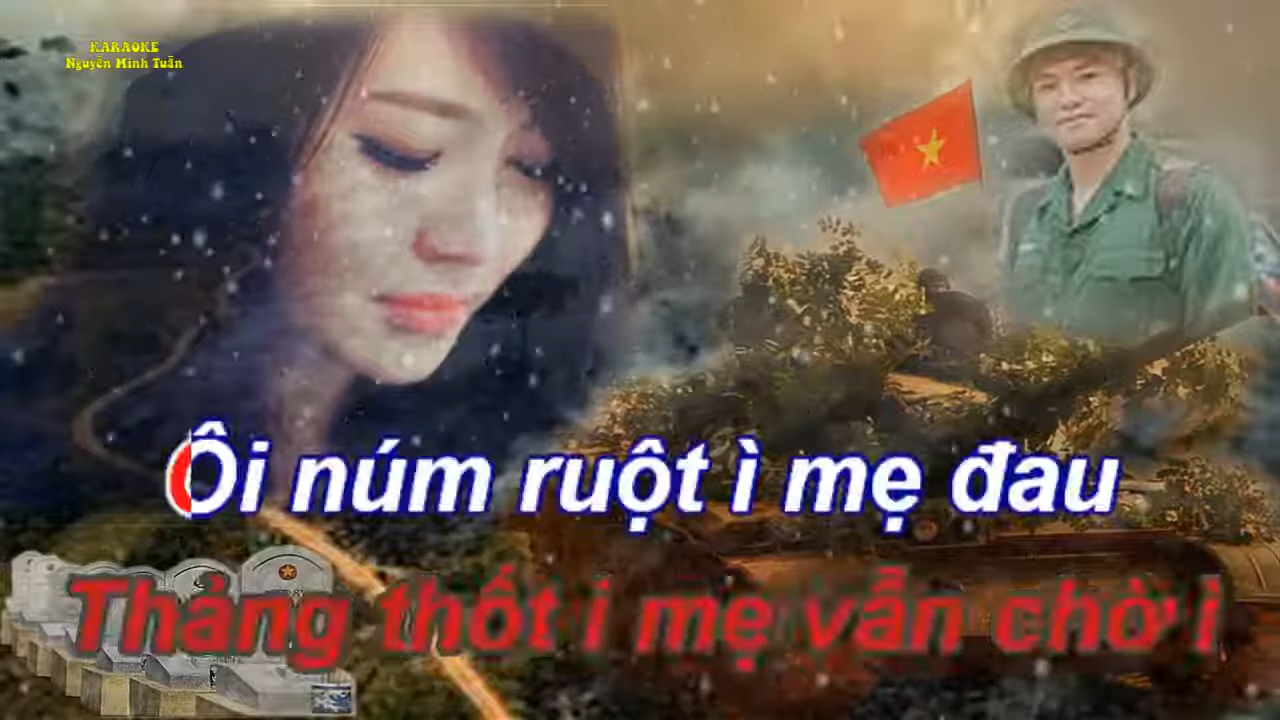 KARAOKE
Nguyễn Minh Tuấn
Ôi núm ruột ì mẹ đau
Thảng thốt i mẹ vẫn chờ ì